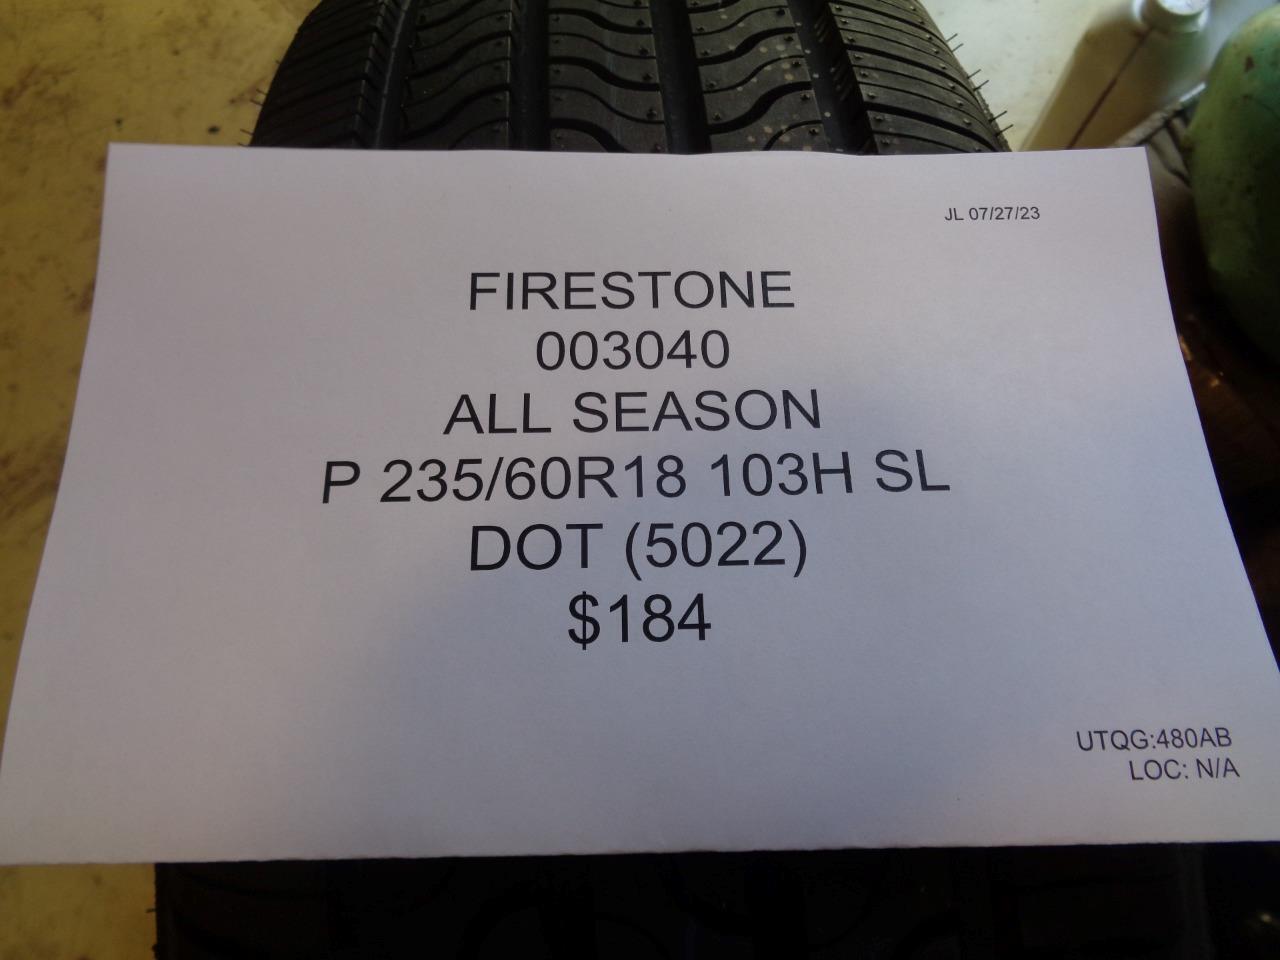 JL 07/27/23
FIRESTONE
003040
ALL SEASON
P 235/60R18 103H SL
DOT (5022)
$184
UTQG:480AB
LOC: N/A